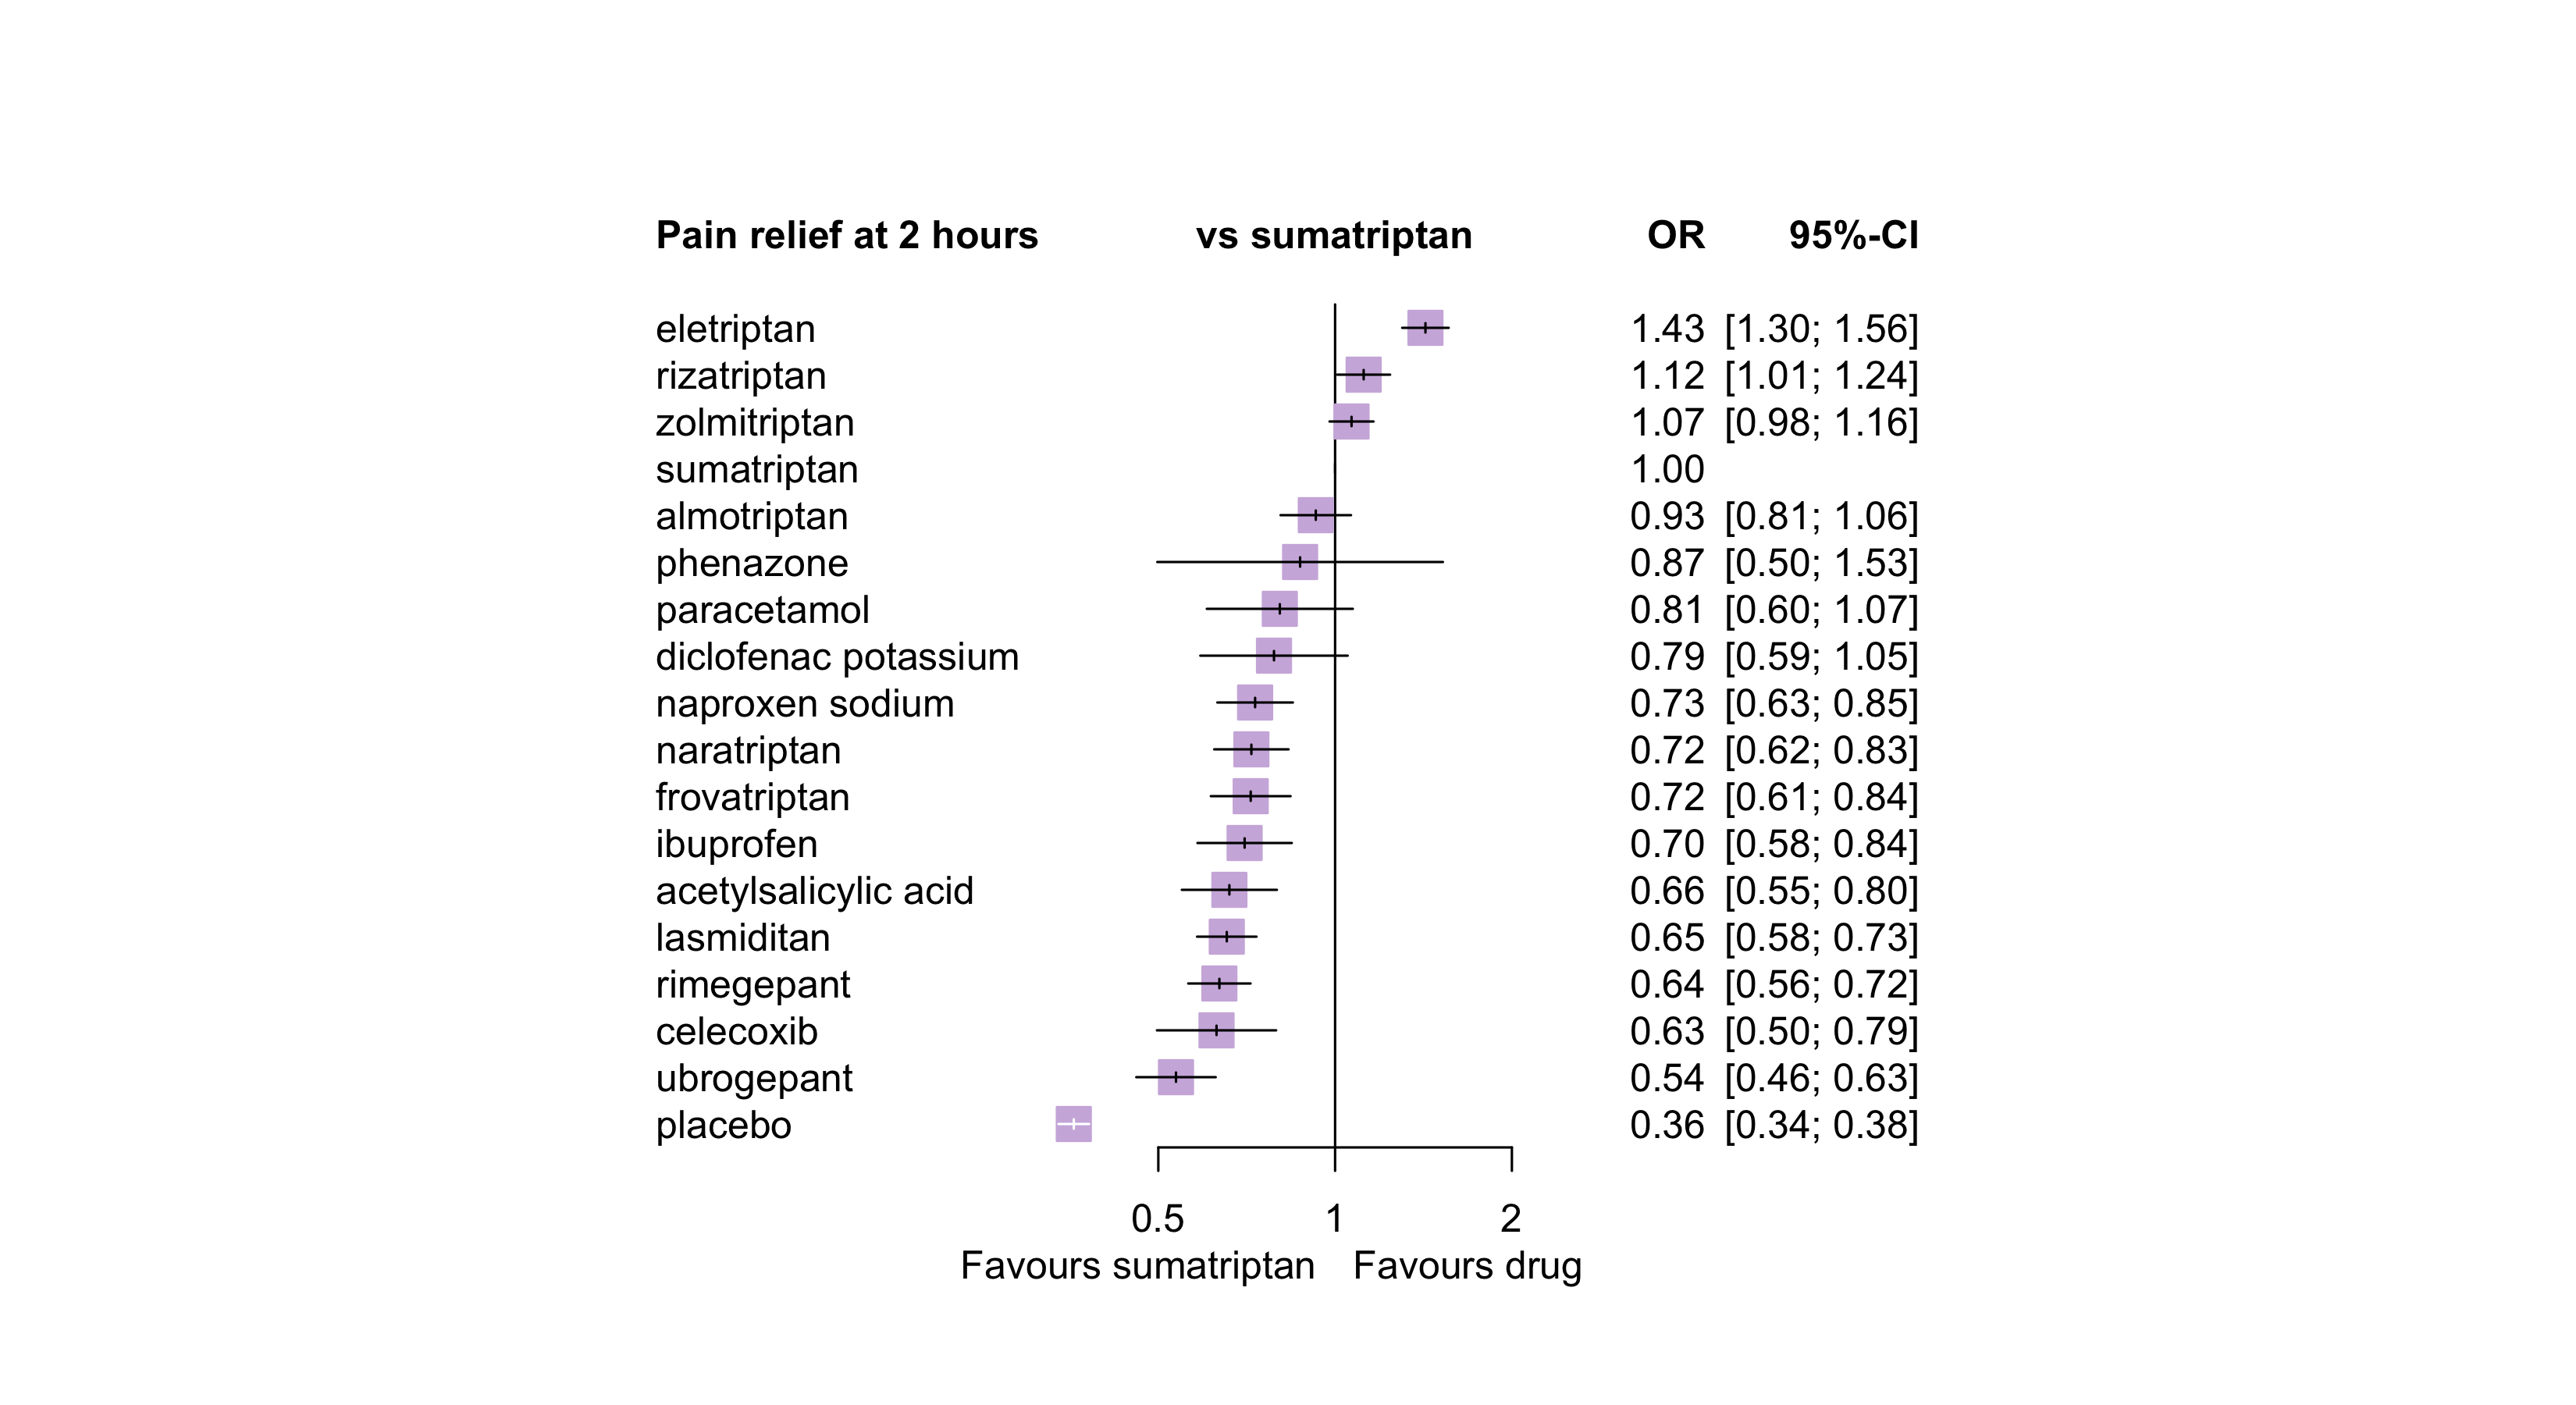 Pain relief at 2 hours vs sumatriptan OR 95%-CI
eletriptan 1.43 [1.30; 1.56]
rizatriptan 1.12 [1.01; 1.24]
zolmitriptan 1.07 [0.98; 1.16]
sumatriptan 1.00
almotriptan 0.93 [0.81; 1.06]
phenazone 0.87 [0.50; 1.53]
paracetamol 0.81 [0.60; 1.07]
diclofenac potassium 0.79 [0.59; 1.05]
naproxen sodium 0.73 [0.63; 0.85]
naratriptan 0.72 [0.62; 0.83]
frovatriptan 0.72 [0.61; 0.84]
ibuprofen 0.70 [0.58; 0.84]
acetylsalicylic acid 0.66 [0.55; 0.80]
lasmiditan 0.65 [0.58; 0.73]
rimegepant 0.64 [0.56; 0.72]
celecoxib 0.63 [0.50; 0.79]
ubrogepant 0.54 [0.46; 0.63]
placebo 0.36 [0.34; 0.38]
0.5 1 2
Favours sumatriptan Favours drug